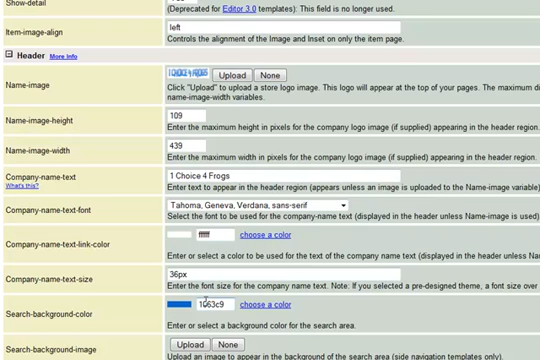 Show-detail
(Deprecated for Editor 3.0 templates): This field is no longer used.
Item-image-align
left
Controls the alignment of the Image and Inset on only the item page.
Header More Info
Name-image
Upload None
Click "Upload" to upload a store logo image. This logo will appear at the top of your pages. The maximum di
name-image-width variables.
Name-image-height
109
Enter the maximum height in pixels for the company logo image (if supplied) appearing in the header region.
Name-image-width
439
Enter the maximum width in pixels for the company logo image (if supplied) appearing in the header region.
Company-name-text
What's this?
1 Choice 4 Frogs
Enter text to appear in the header region (appears unless an image is uploaded to the Name-image variable)
Company-name-text-font
Tahoma, Geneva, Verdana, sans-serif
Select the font to be used for the company-name text (displayed in the header unless Name-image is used)
Company-name-text-link-color
ffffff
choose a color
Enter or select a color to be used for the text of the company name text (displayed in the header unless Na
Company-name-text-size
36px
Enter the font size for the company name text. Note: If you selected a pre-designed theme, a font size over
Search-background-color
1063c9
choose a color
Enter or select a background color for the search area.
Search-background-image
Upload None
Upload an image to appear in the background of the search area (side navigation templates only).